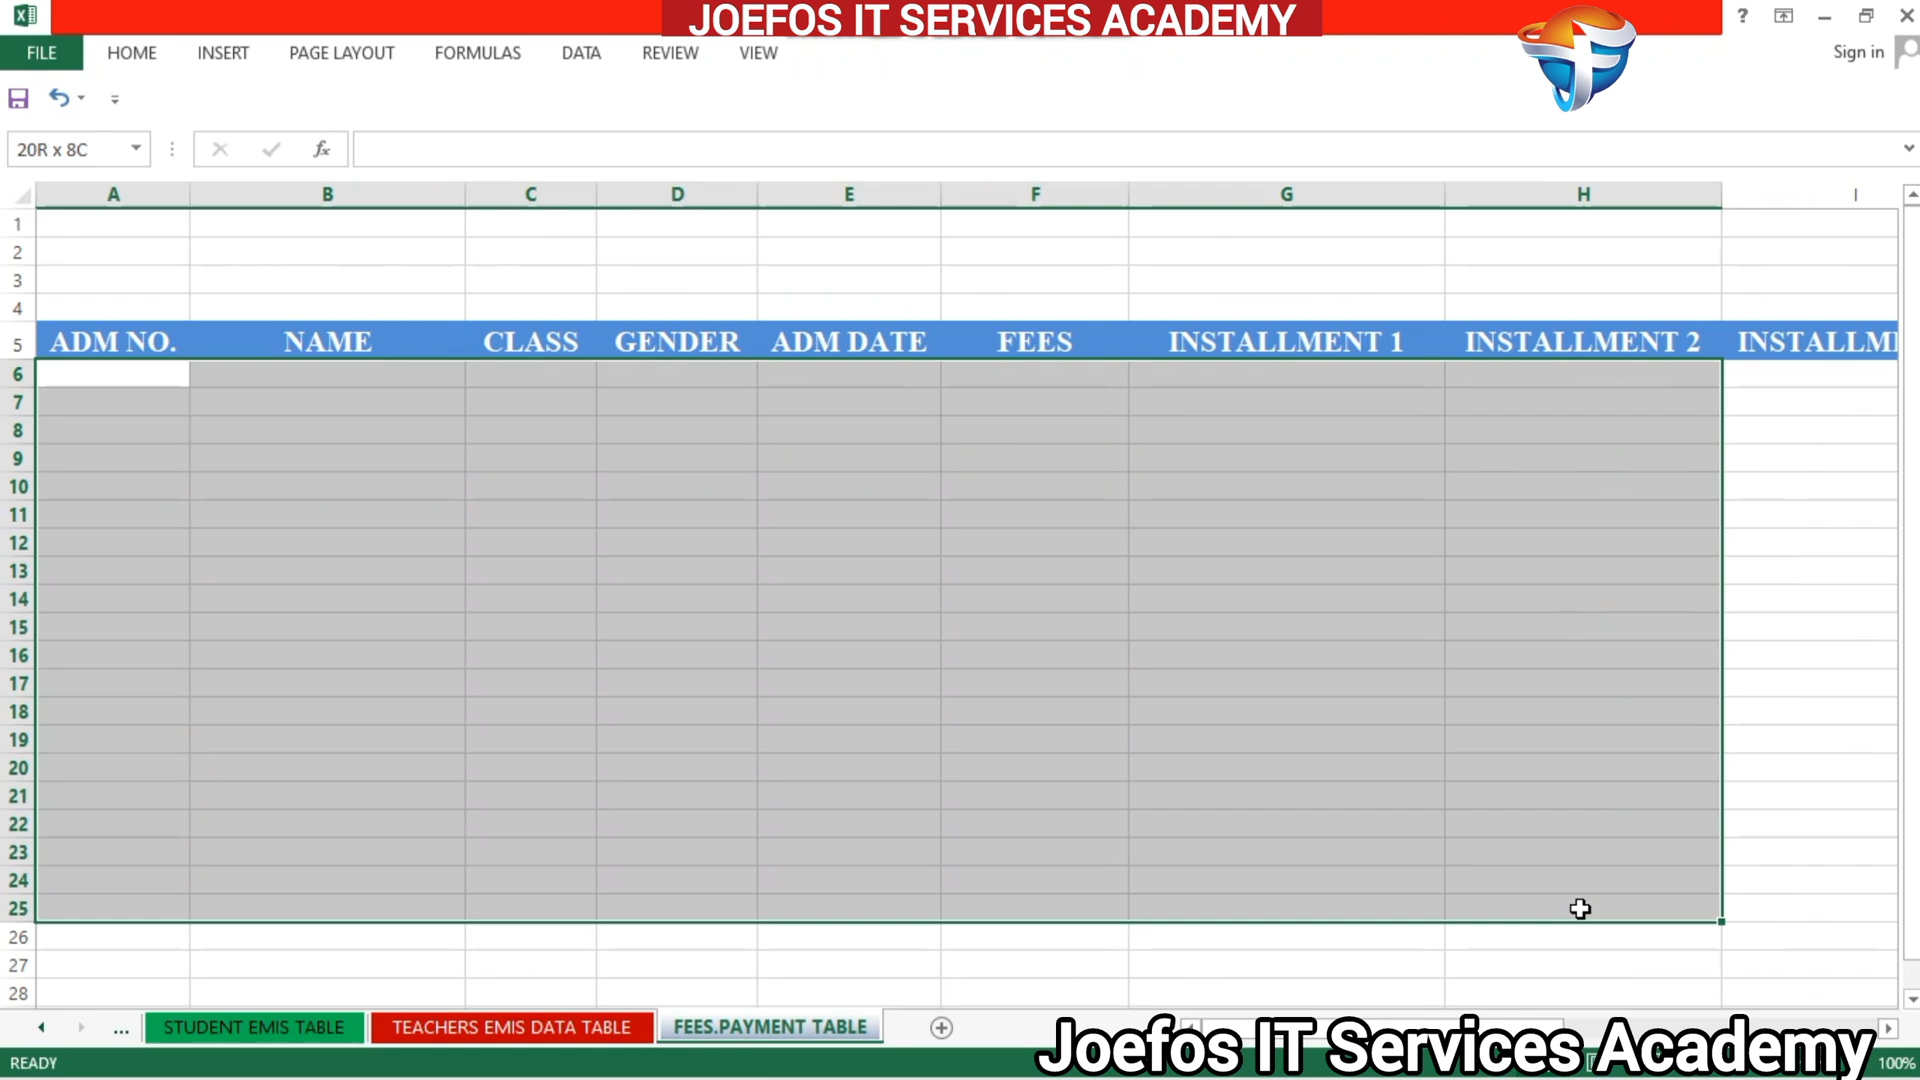 JOEFOS IT SERVICES ACADEMY
?
FILE HOME INSERT PAGE LAYOUT FORMULAS DATA REVIEW VIEW
Sign in
20R x 8C
fx
A B C D E F G H I
1
2
3
4
5 ADM NO. NAME CLASS GENDER ADM DATE FEES INSTALLMENT 1 INSTALLMENT 2 INSTALLM
6
7
8
9
10
11
12
13
14
15
16
17
18
19
20
21
22
23
24
25
26
27
28
... STUDENT EMIS TABLE TEACHERS EMIS DATA TABLE FEES.PAYMENT TABLE
Joefos IT Services Academy
READY
100%